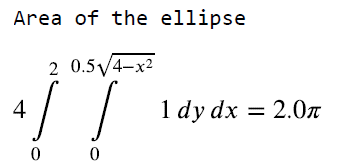 Area of the ellipse
4 ∫₀² ∫₀^{0.5√(4−x²)} 1 dy dx = 2.0π